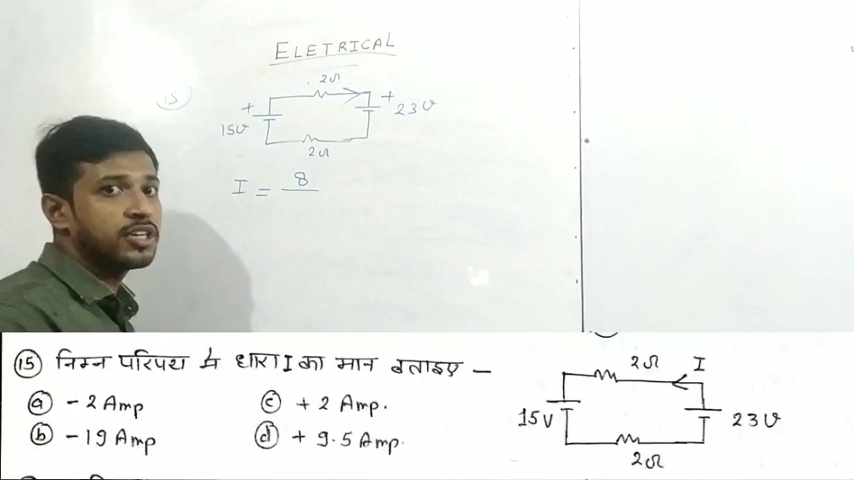 ELETRICAL
15
2Ω
+
+
15V
23V
2Ω
I = 8
15 निम्न परिपथ में धारा I का मान बताइए –
a - 2 Amp
c + 2 Amp.
b - 19 Amp
d + 9.5 Amp.
2Ω I
15V
23V
2Ω